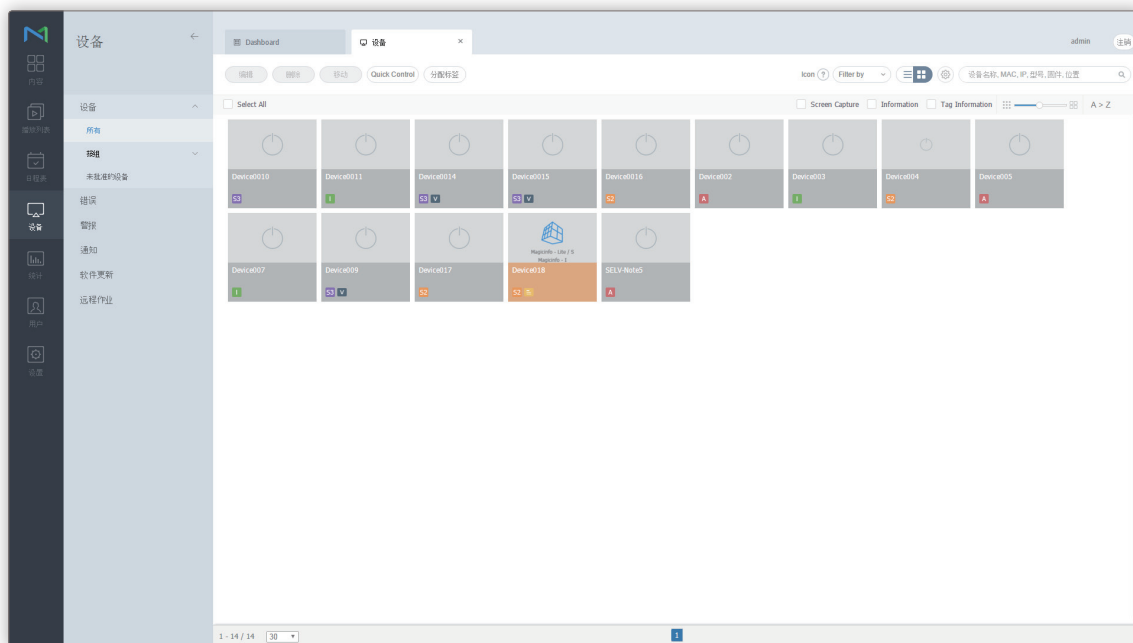 设备
←
Dashboard
设备
×
admin
注销
内容
播放列表
日程表
设备
统计
用户
设置
设备
所有
按组
未批准的设备
错误
警报
通知
软件更新
远程作业
编辑
删除
移动
Quick Control
分配标签
Icon ?
Filter by
设备名称, MAC, IP, 型号, 固件, 位置
Select All
Screen Capture
Information
Tag Information
A > Z
Device0010
Device0011
Device0014
Device0015
Device0016
Device002
Device003
Device004
Device005
S3
I
S3 V
S3 V
S2
A
I
S2
A
MagicInfo - Lite / S
MagicInfo - I
Device007
Device009
Device017
Device018
SELV-Note5
I
S3 V
S2
S2
A
1 - 14 / 14
30
1